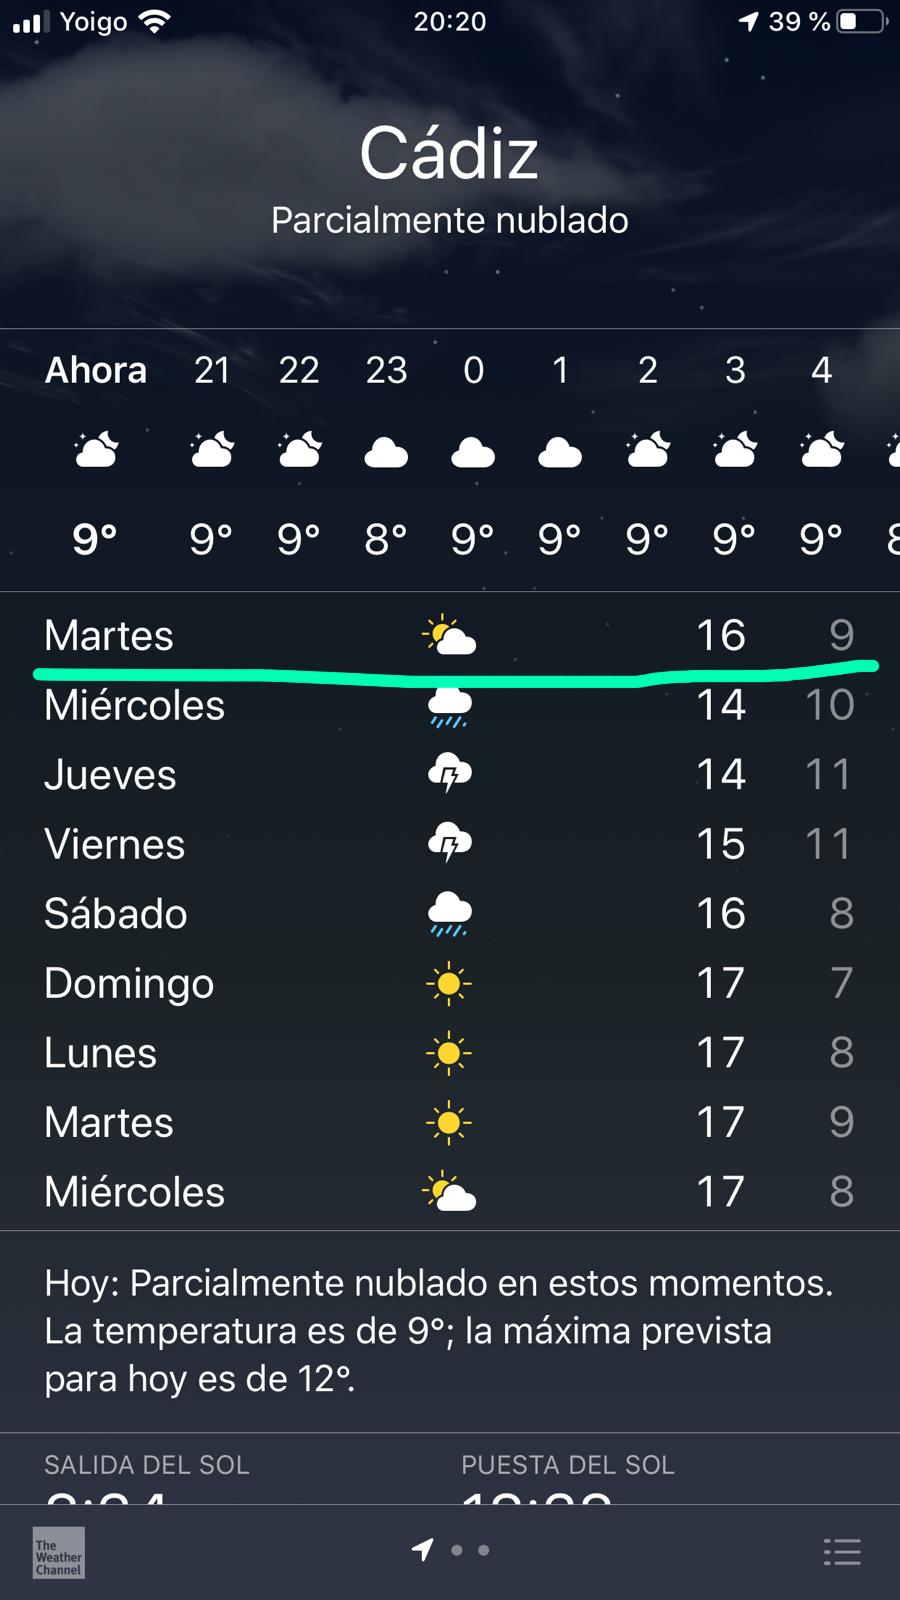 Yoigo 20:20 39 %
Cádiz
Parcialmente nublado
Ahora 21 22 23 0 1 2 3 4
9° 9° 9° 8° 9° 9° 9° 9° 9° 8
Martes 16 9
Miércoles 14 10
Jueves 14 11
Viernes 15 11
Sábado 16 8
Domingo 17 7
Lunes 17 8
Martes 17 9
Miércoles 17 8
Hoy: Parcialmente nublado en estos momentos.
La temperatura es de 9°; la máxima prevista
para hoy es de 12°.
SALIDA DEL SOL PUESTA DEL SOL
The
Weather
Channel